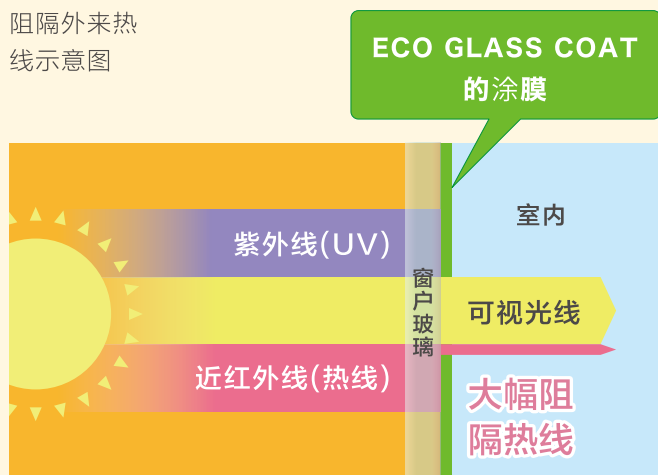 阻隔外来热
线示意图
ECO GLASS COAT
的涂膜
室内
紫外线(UV)
窗户玻璃
可视光线
近红外线(热线)
大幅阻
隔热线